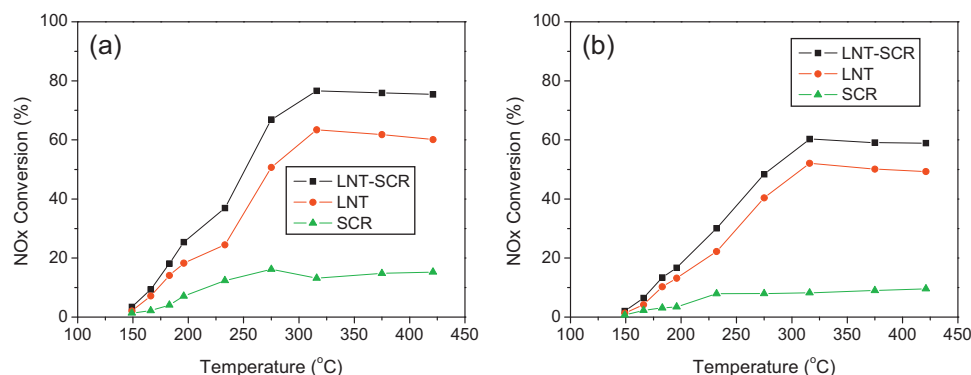 (a)
NOx Conversion (%)
100
80
60
40
20
0
LNT-SCR
LNT
SCR
100 150 200 250 300 350 400 450
Temperature (°C)
(b)
NOx Conversion (%)
100
80
60
40
20
0
LNT-SCR
LNT
SCR
100 150 200 250 300 350 400 450
Temperature (°C)